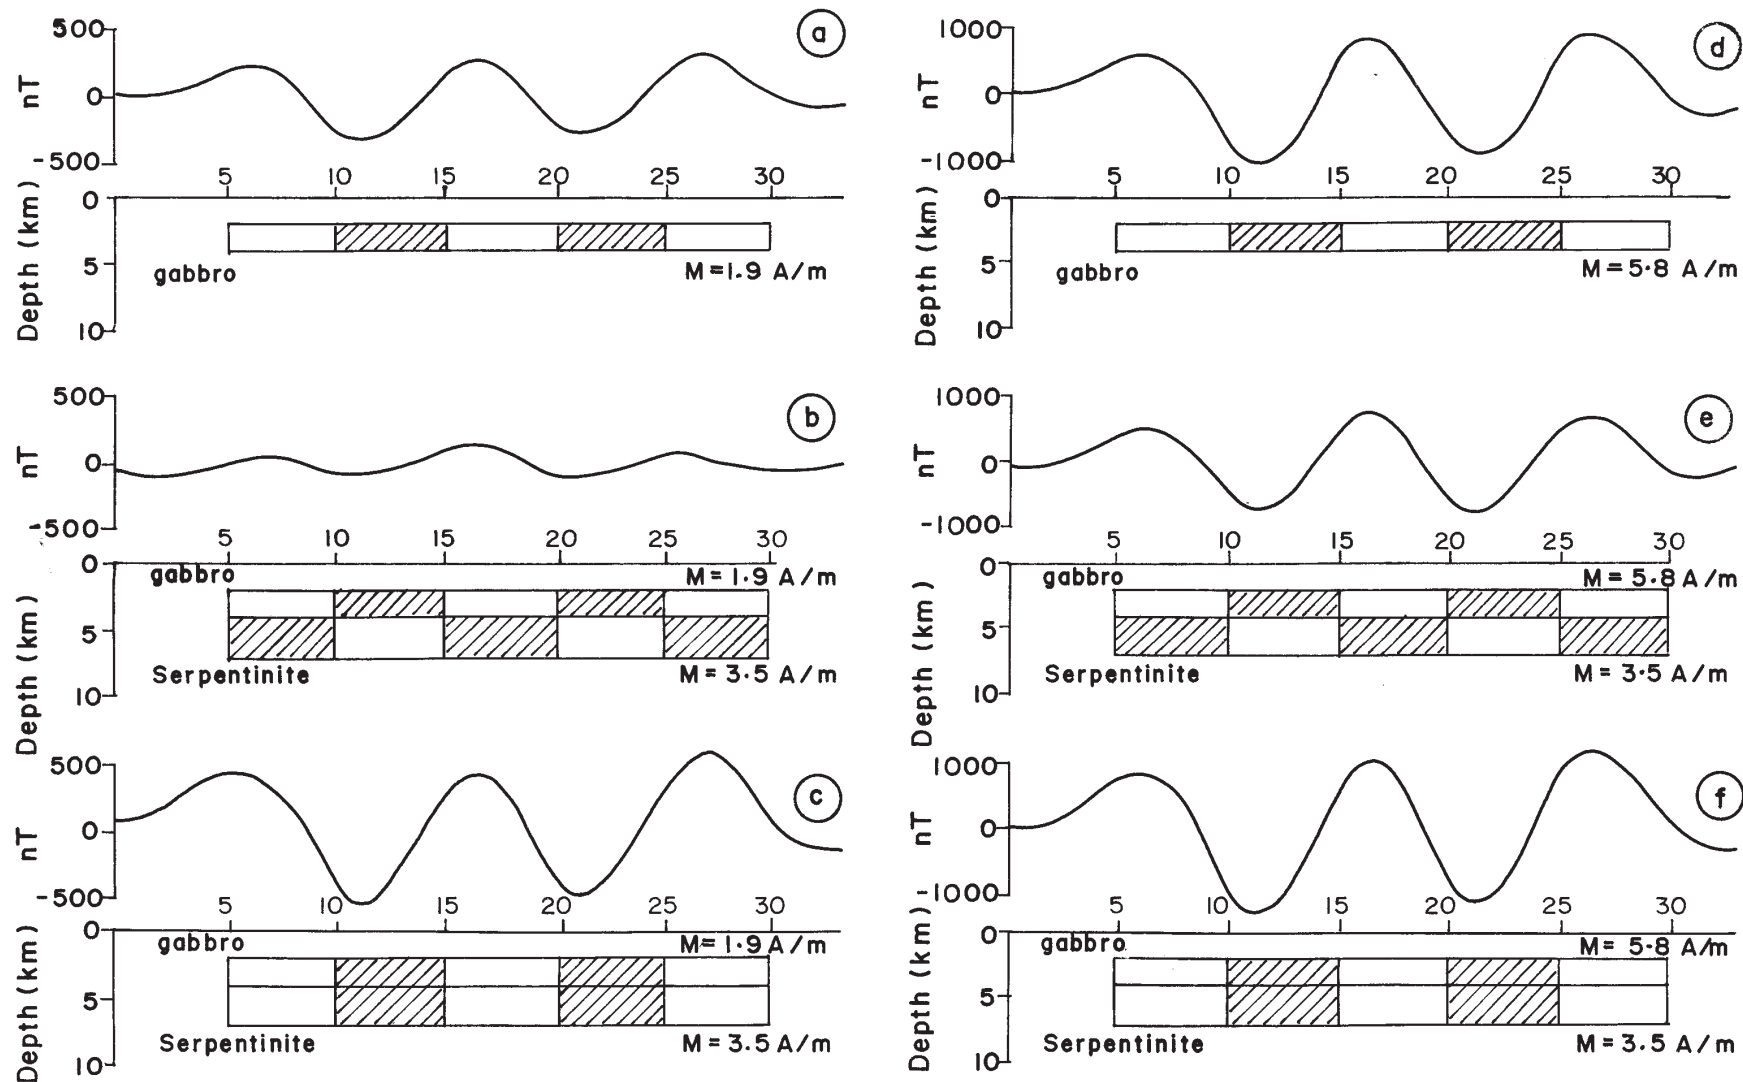 a
500
nT
0
-500
5 10 15 20 25 30
Depth (km)
0
5
10
gabbro
M=1.9 A/m
b
500
nT
0
-500
5 10 15 20 25 30
Depth (km)
0
5
10
gabbro
M=1.9 A/m
Serpentinite
M=3.5 A/m
c
500
nT
0
-500
5 10 15 20 25 30
Depth (km)
0
5
10
gabbro
M=1.9 A/m
Serpentinite
M=3.5 A/m
d
1000
nT
0
-1000
5 10 15 20 25 30
Depth (km)
0
5
10
gabbro
M=5.8 A/m
e
1000
nT
0
-1000
5 10 15 20 25 30
Depth (km)
0
5
10
gabbro
M=5.8 A/m
Serpentinite
M=3.5 A/m
f
1000
nT
0
-1000
5 10 15 20 25 30
Depth (km)
0
5
10
gabbro
M=5.8 A/m
Serpentinite
M=3.5 A/m